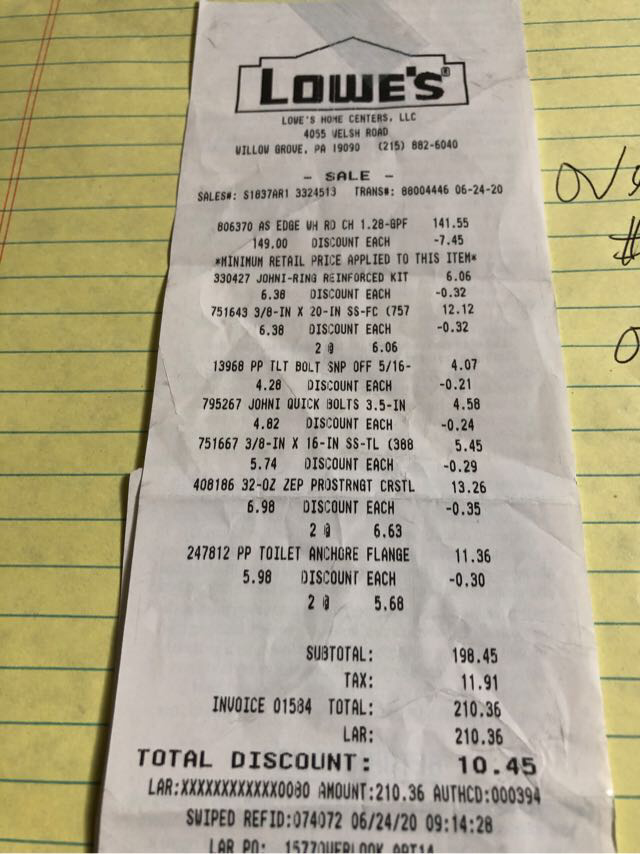 LOWE'S®
LOWE'S HOME CENTERS, LLC
4055 WELSH ROAD
WILLOW GROVE, PA 19090 (215) 882-6040
- SALE -
SALES#: S1837AR1 3324513 TRANS#: 88004446 06-24-20
806370 AS EDGE WH RD CH 1.28-GPF 141.55
149.00 DISCOUNT EACH -7.45
*MINIMUM RETAIL PRICE APPLIED TO THIS ITEM*
330427 JOHNI-RING REINFORCED KIT 6.06
6.38 DISCOUNT EACH -0.32
751643 3/8-IN X 20-IN SS-FC (757 12.12
6.38 DISCOUNT EACH -0.32
2 @ 6.06
13968 PP TLT BOLT SNP OFF 5/16- 4.07
4.28 DISCOUNT EACH -0.21
795267 JOHNI QUICK BOLTS 3.5-IN 4.58
4.82 DISCOUNT EACH -0.24
751667 3/8-IN X 16-IN SS-TL (388 5.45
5.74 DISCOUNT EACH -0.29
408186 32-OZ ZEP PROSTRNGT CRSTL 13.26
6.98 DISCOUNT EACH -0.35
2 @ 6.63
247812 PP TOILET ANCHORE FLANGE 11.36
5.98 DISCOUNT EACH -0.30
2 @ 5.68
SUBTOTAL: 198.45
TAX: 11.91
INVOICE 01584 TOTAL: 210.36
LAR: 210.36
TOTAL DISCOUNT: 10.45
LAR:XXXXXXXXXXXX0080 AMOUNT:210.36 AUTHCD:000394
SWIPED REFID:074072 06/24/20 09:14:28
LAR PO: 1577OVERLOOK APT14
#